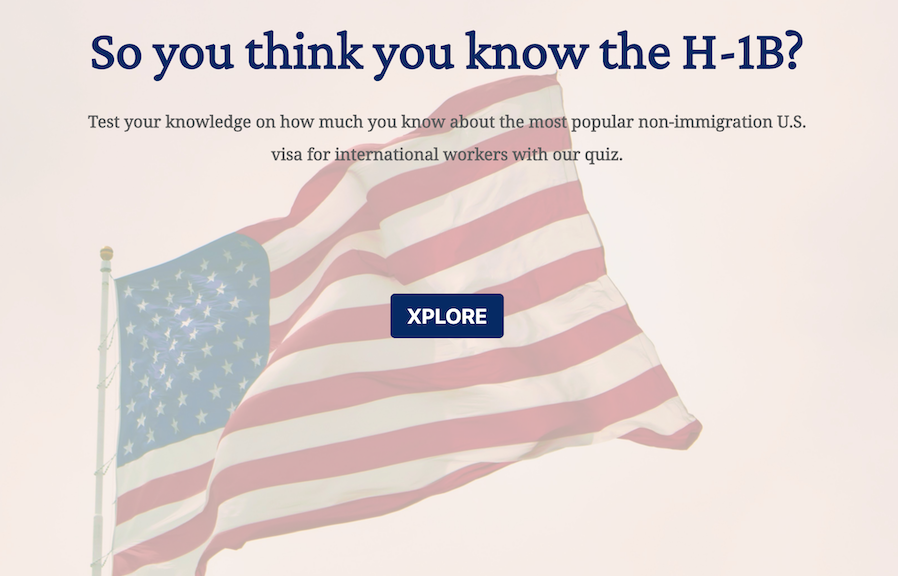 So you think you know the H-1B?
Test your knowledge on how much you know about the most popular non-immigration U.S.
visa for international workers with our quiz.
XPLORE